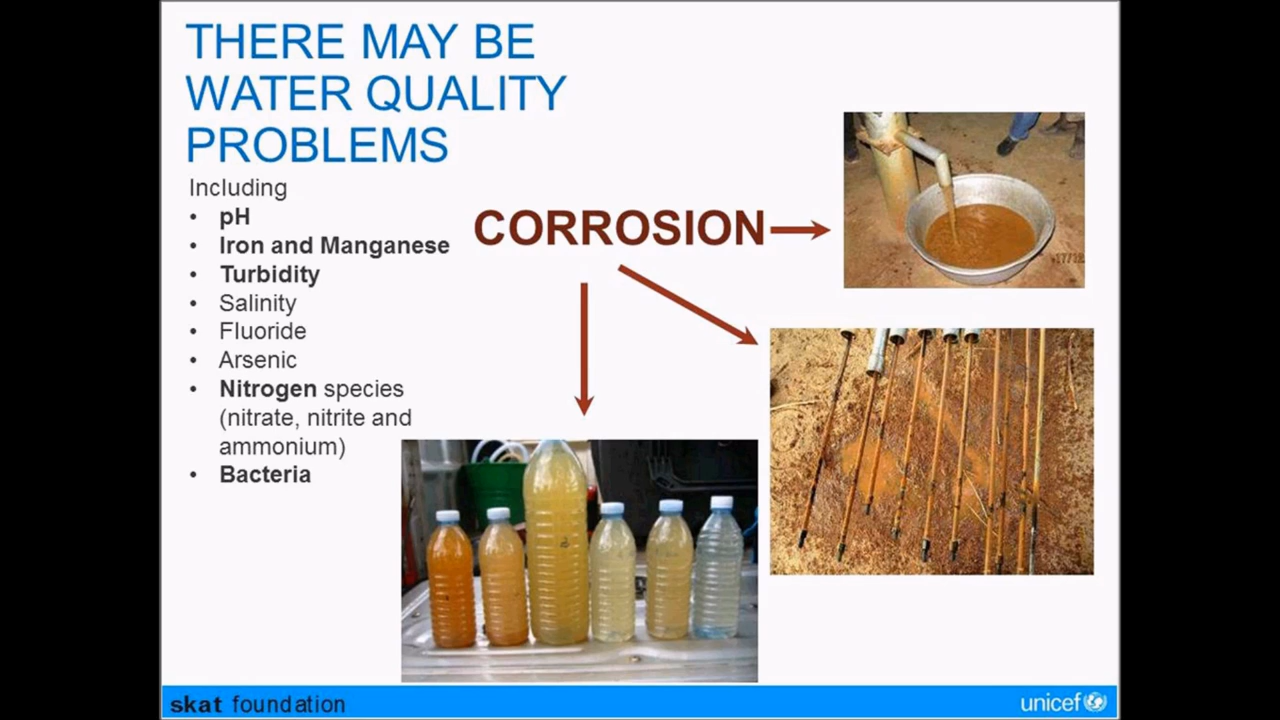 THERE MAY BE
WATER QUALITY
PROBLEMS
Including
• pH
• Iron and Manganese
• Turbidity
• Salinity
• Fluoride
• Arsenic
• Nitrogen species
(nitrate, nitrite and
ammonium)
• Bacteria
CORROSION
skat foundation
unicef